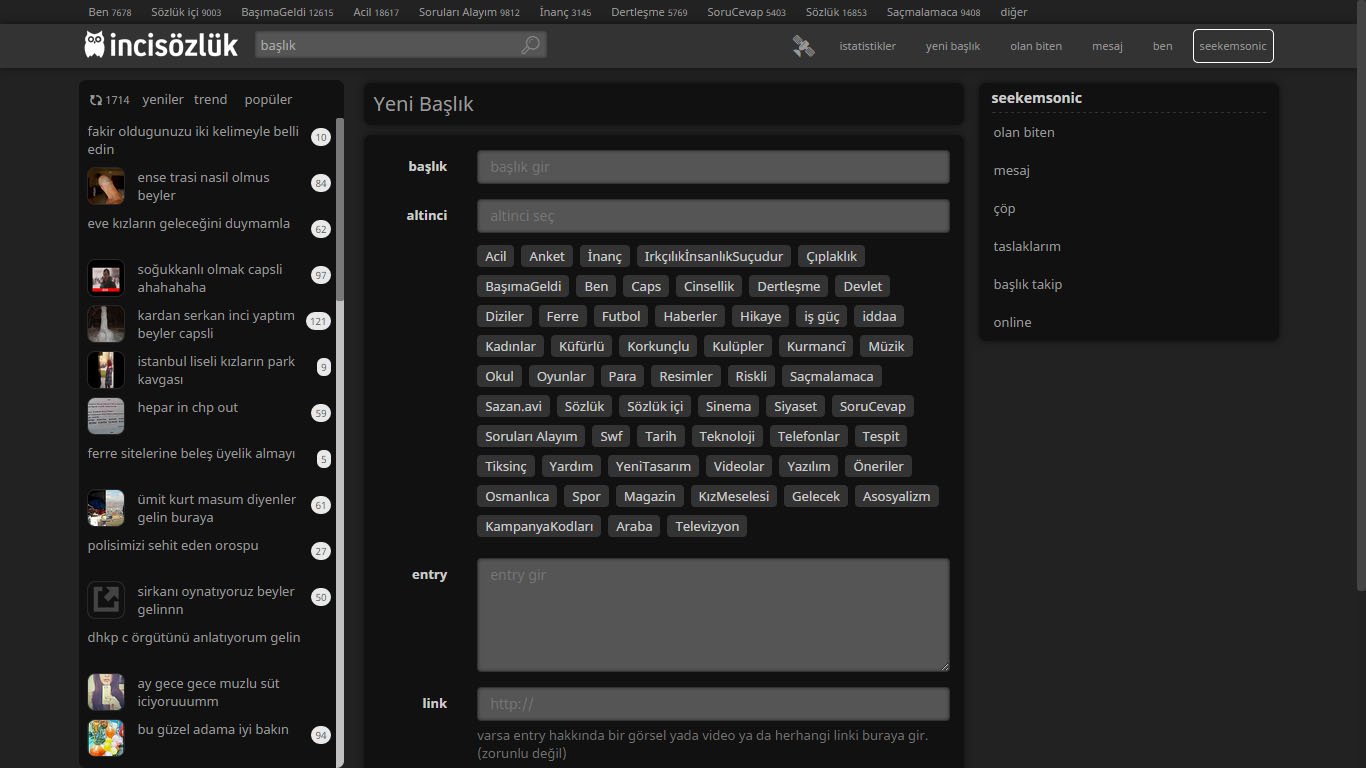 Ben 7678 Sözlük içi 9003 BaşımaGeldi 12615 Acil 18617 Soruları Alayım 9812 İnanç 3145 Dertleşme 5769 SoruCevap 5403 Sözlük 16853 Saçmalamaca 9408 diğer
incisözlük başlık istatistikler yeni başlık olan biten mesaj ben seekemsonic
1714 yeniler trend popüler
fakir oldugunuzu iki kelimeyle belli
edin
10
ense trasi nasil olmus
beyler
84
eve kızların geleceğini duymamla
62
soğukkanlı olmak capsli
ahahahaha
97
kardan serkan inci yaptım
beyler capsli
121
istanbul liseli kızların park
kavgası
9
hepar in chp out
59
ferre sitelerine beleş üyelik almayı
5
ümit kurt masum diyenler
gelin buraya
61
polisimizi sehit eden orospu
27
sirkanı oynatıyoruz beyler
gelinnn
50
dhkp c örgütünü anlatıyorum gelin
ay gece gece muzlu süt
iciyoruuumm
bu güzel adama iyi bakın
94
Yeni Başlık
başlık başlık gir
altinci altinci seç
Acil Anket İnanç IrkçılıkİnsanlıkSuçudur Çıplaklık
BaşımaGeldi Ben Caps Cinsellik Dertleşme Devlet
Diziler Ferre Futbol Haberler Hikaye iş güç iddaa
Kadınlar Küfürlü Korkunçlu Kulüpler Kurmancî Müzik
Okul Oyunlar Para Resimler Riskli Saçmalamaca
Sazan.avi Sözlük Sözlük içi Sinema Siyaset SoruCevap
Soruları Alayım Swf Tarih Teknoloji Telefonlar Tespit
Tiksinç Yardım YeniTasarım Videolar Yazılım Öneriler
Osmanlıca Spor Magazin KızMeselesi Gelecek Asosyalizm
KampanyaKodları Araba Televizyon
entry entry gir
link http://
varsa entry hakkında bir görsel yada video ya da herhangi linki buraya gir.
(zorunlu değil)
seekemsonic
olan biten
mesaj
çöp
taslaklarım
başlık takip
online